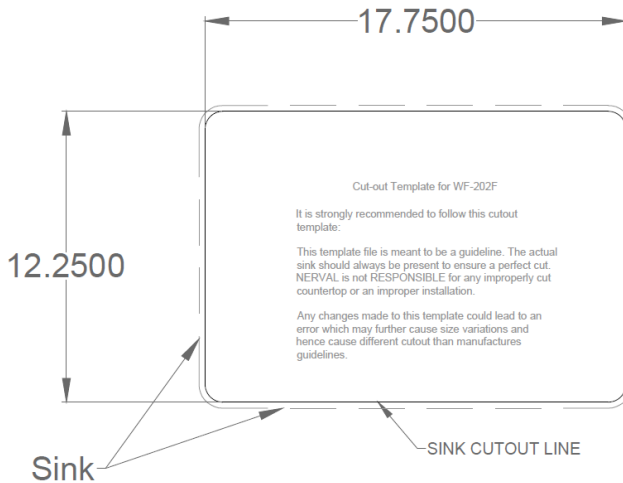 17.7500
Cut-out Template for WF-202F
It is strongly recommended to follow this cutout
template:
This template file is meant to be a guideline. The actual
sink should always be present to ensure a perfect cut.
NERVAL is not RESPONSIBLE for any improperly cut
countertop or an improper installation.
12.2500
Any changes made to this template could lead to an
error which may further cause size variations and
hence cause different cutout than manufactures
guidelines.
SINK CUTOUT LINE
Sink